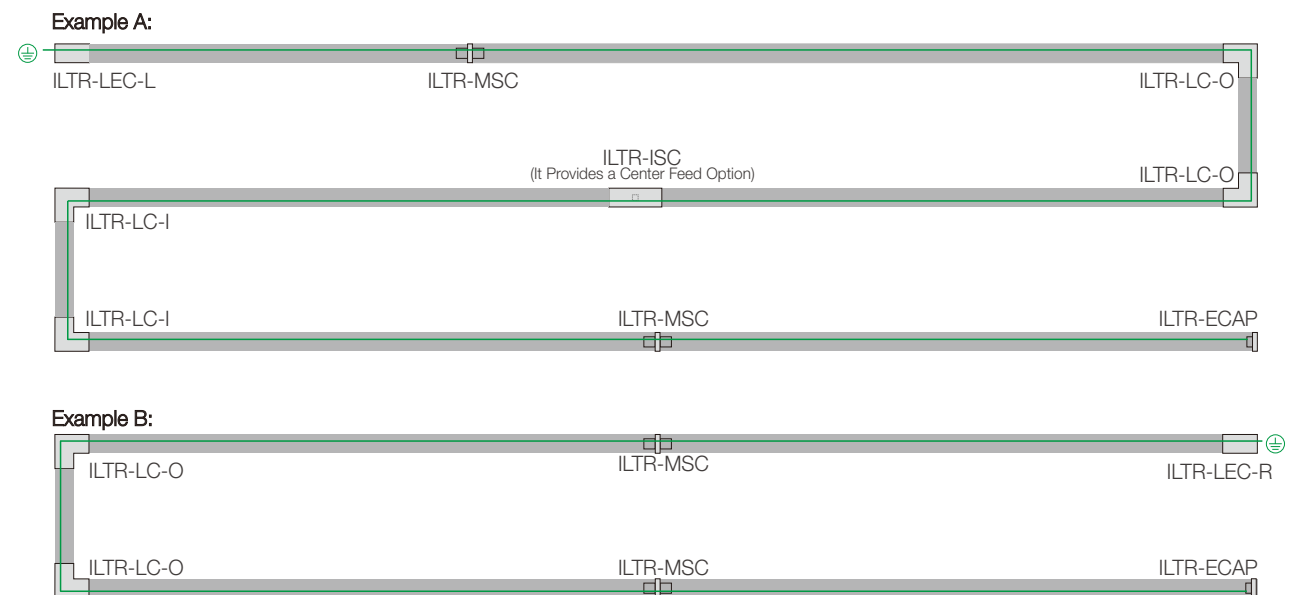 Example A:
ILTR-LEC-L
ILTR-MSC
ILTR-LC-O
ILTR-ISC
(It Provides a Center Feed Option)
ILTR-LC-O
ILTR-LC-I
ILTR-LC-I
ILTR-MSC
ILTR-ECAP
Example B:
ILTR-LC-O
ILTR-MSC
ILTR-LEC-R
ILTR-LC-O
ILTR-MSC
ILTR-ECAP